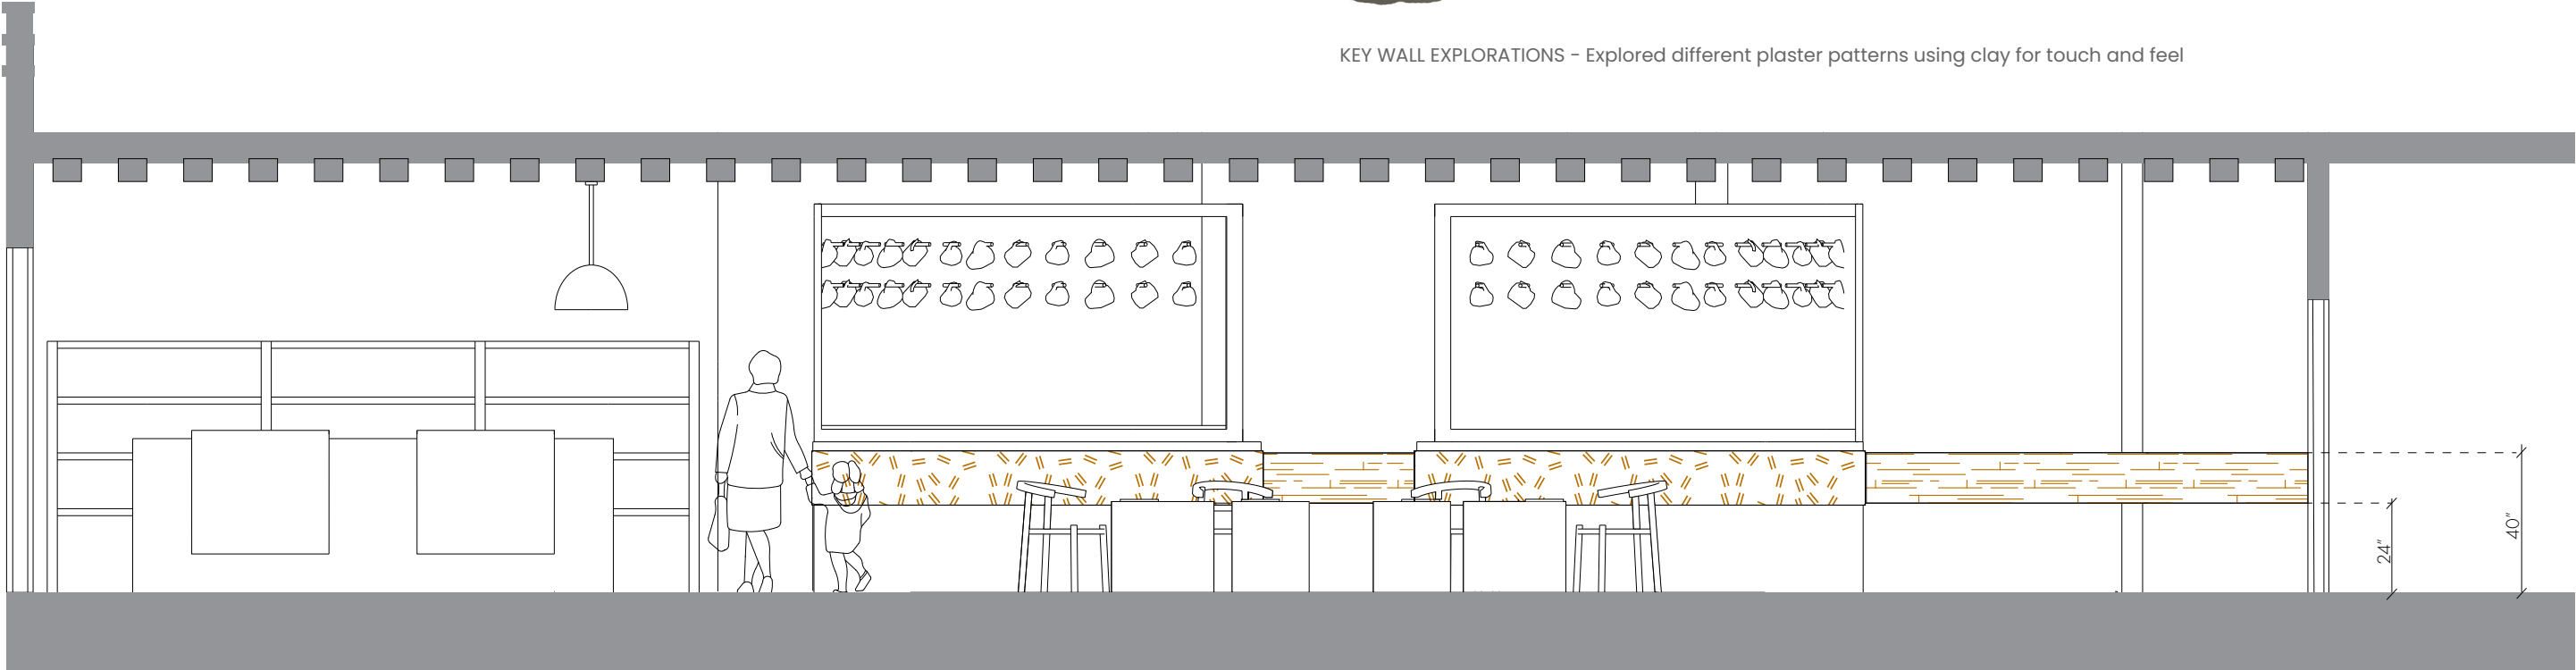 KEY WALL EXPLORATIONS - Explored different plaster patterns using clay for touch and feel
40"
24"